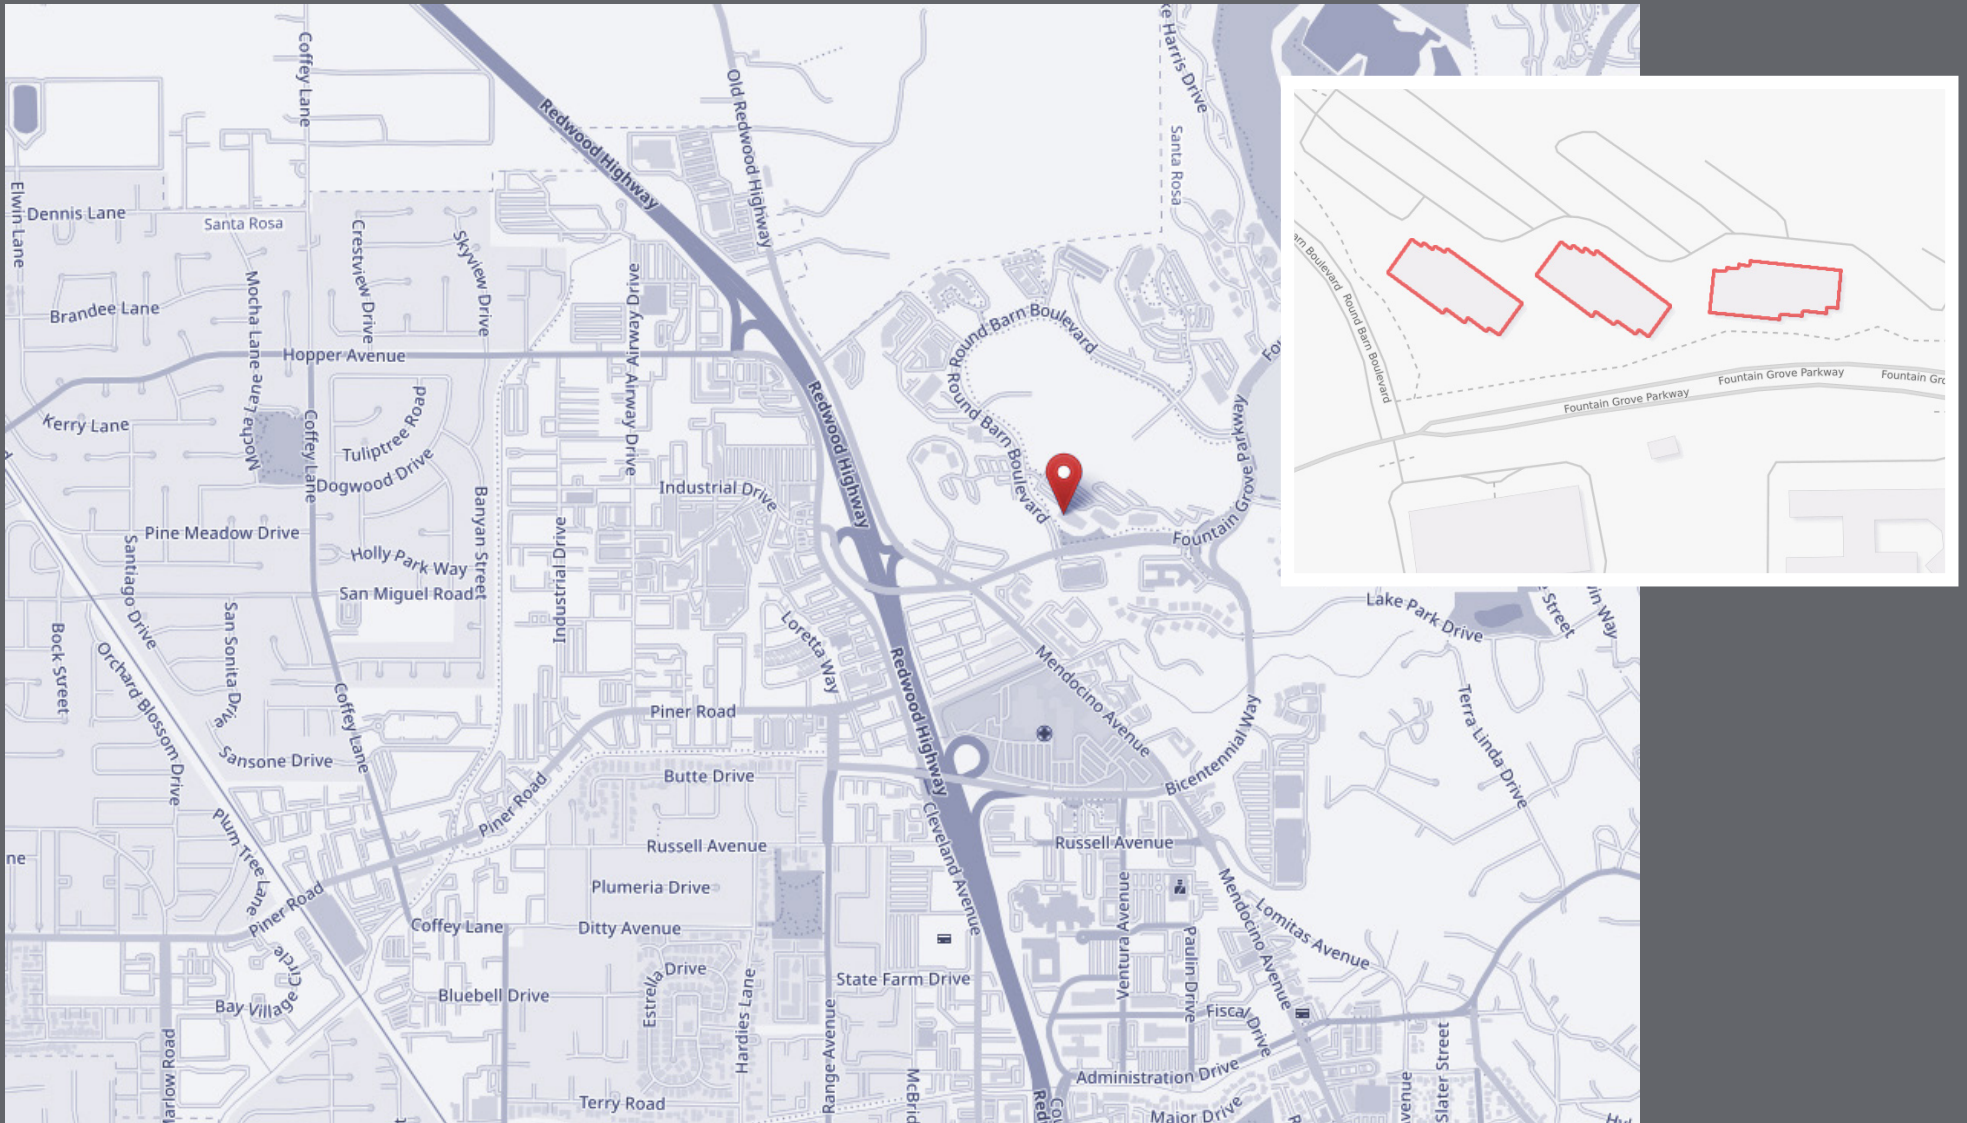 Coffey Lane
Redwood Highway
Old Redwood Highway
Harris Drive
Santa Rosa
Elwin Lane
Dennis Lane
Santa Rosa
Crestview Drive
Skyview Drive
Mocha Lane
Mocha Lane
Brandee Lane
Airway Drive
Airway Drive
Hopper Avenue
Round Barn Boulevard
Round Barn Boulevard
Redwood Highway
Kerry Lane
Coffey Lane
Tuliptree Road
Dogwood Drive
Industrial Drive
Banyan Street
Fountain Grove Parkway
Pine Meadow Drive
Holly Park Way
San Miguel Road
Santiago Drive
Industrial Drive
San Sonita Drive
Bock Street
Orchard Blossom Drive
Loretta Way
Mendocino Avenue
Redwood Highway
Lake Park Drive
Street
Coffey Lane
Piner Road
Terra Linda Drive
Bicentennial Way
Sansone Drive
Butte Drive
Piner Road
Plum Tree Lane
Cleveland Avenue
Russell Avenue
Russell Avenue
Plumeria Drive
Piner Road
Coffey Lane
Ditty Avenue
Ventura Avenue
Mendocino Avenue
Lomitas Avenue
Paulin Drive
Circle
Bay Village
Bluebell Drive
Estrella Drive
Hardies Lane
State Farm Drive
Range Avenue
Fiscal Drive
Administration Drive
Slater Street
Terry Road
Major Drive
Round Barn Boulevard
Fountain Grove Parkway
Fountain Grove Parkway